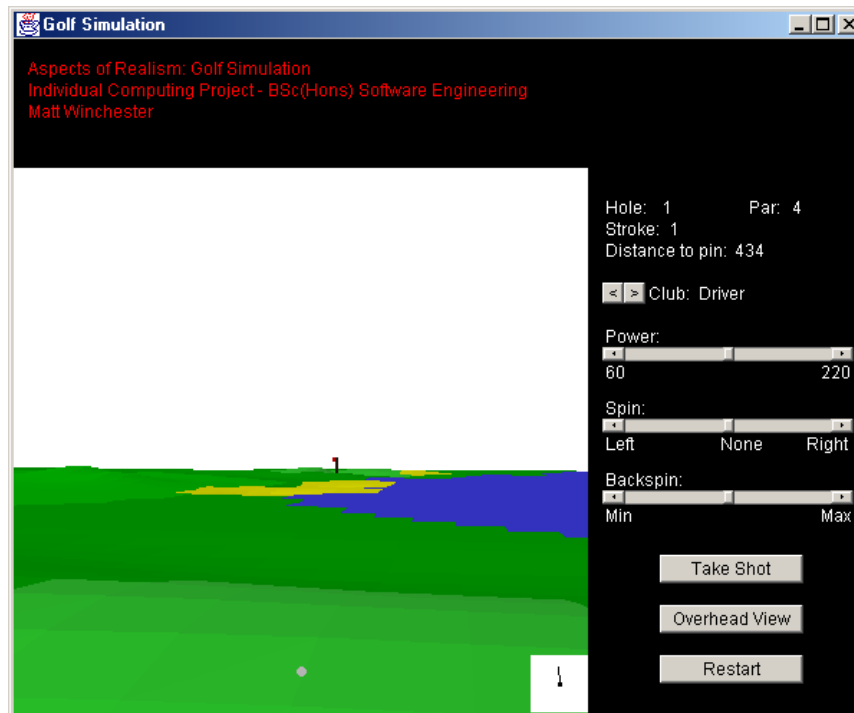 Golf Simulation
Aspects of Realism: Golf Simulation
Individual Computing Project - BSc(Hons) Software Engineering
Matt Winchester
Hole: 1 Par: 4
Stroke: 1
Distance to pin: 434
< > Club: Driver
Power:
60 220
Spin:
Left None Right
Backspin:
Min Max
Take Shot
Overhead View
Restart